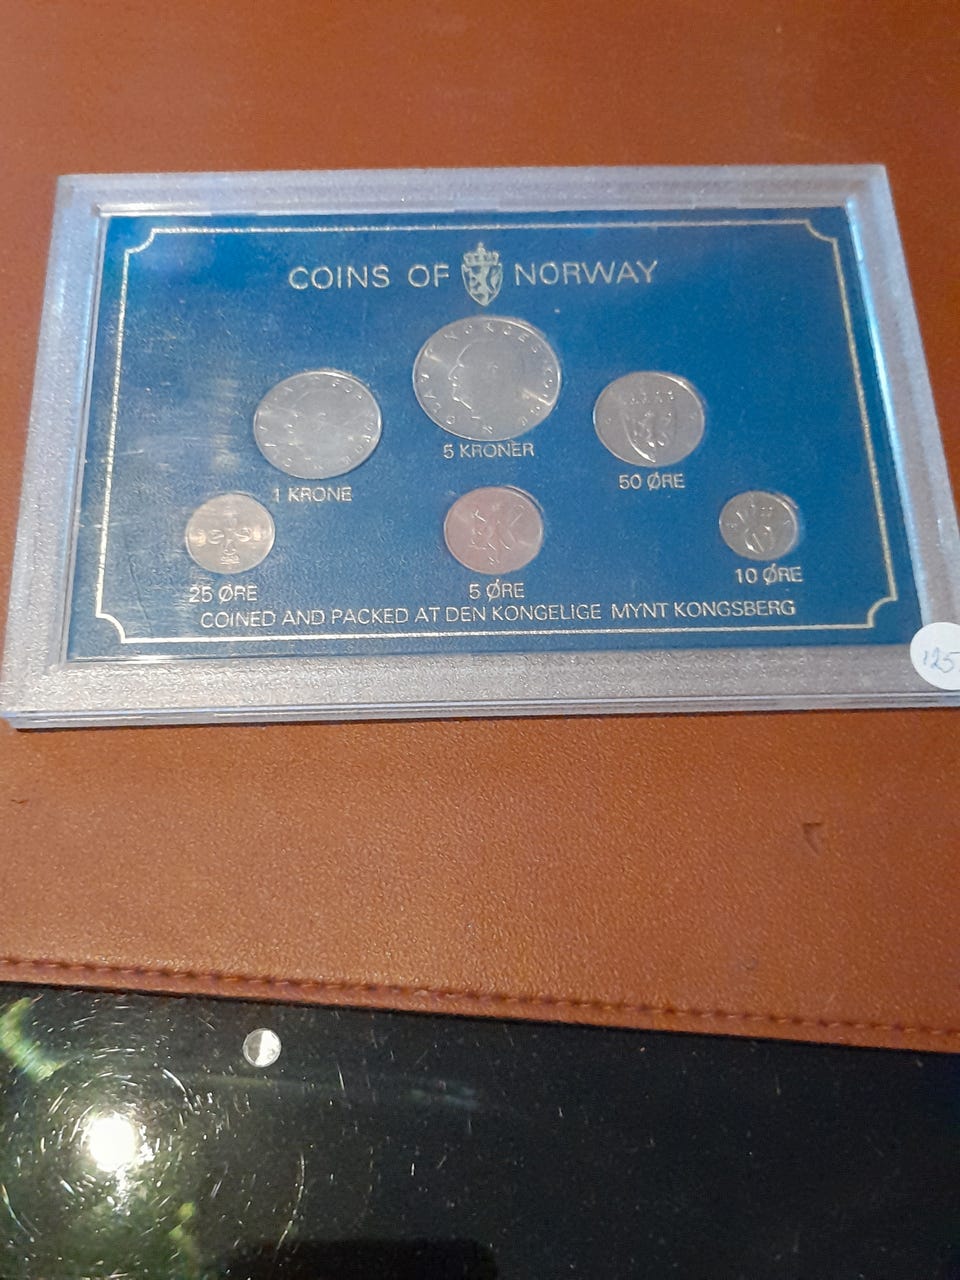 COINS OF NORWAY
5 KRONER
1 KRONE
50 ØRE
25 ØRE
5 ØRE
10 ØRE
COINED AND PACKED AT DEN KONGELIGE MYNT KONGSBERG
125